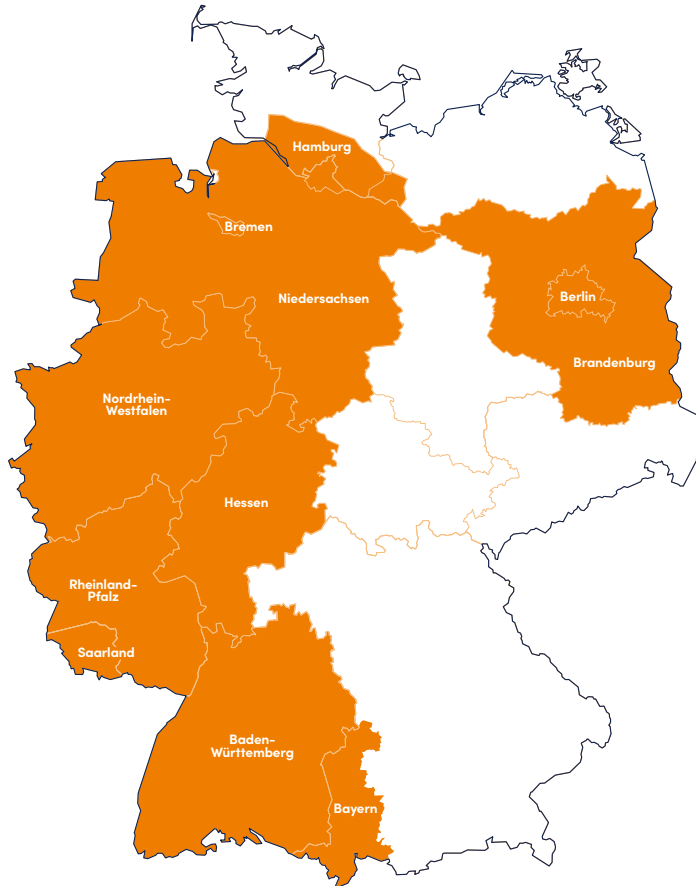 Hamburg
Bremen
Niedersachsen
Berlin
Brandenburg
Nordrhein-
Westfalen
Hessen
Rheinland-
Pfalz
Saarland
Baden-
Württemberg
Bayern